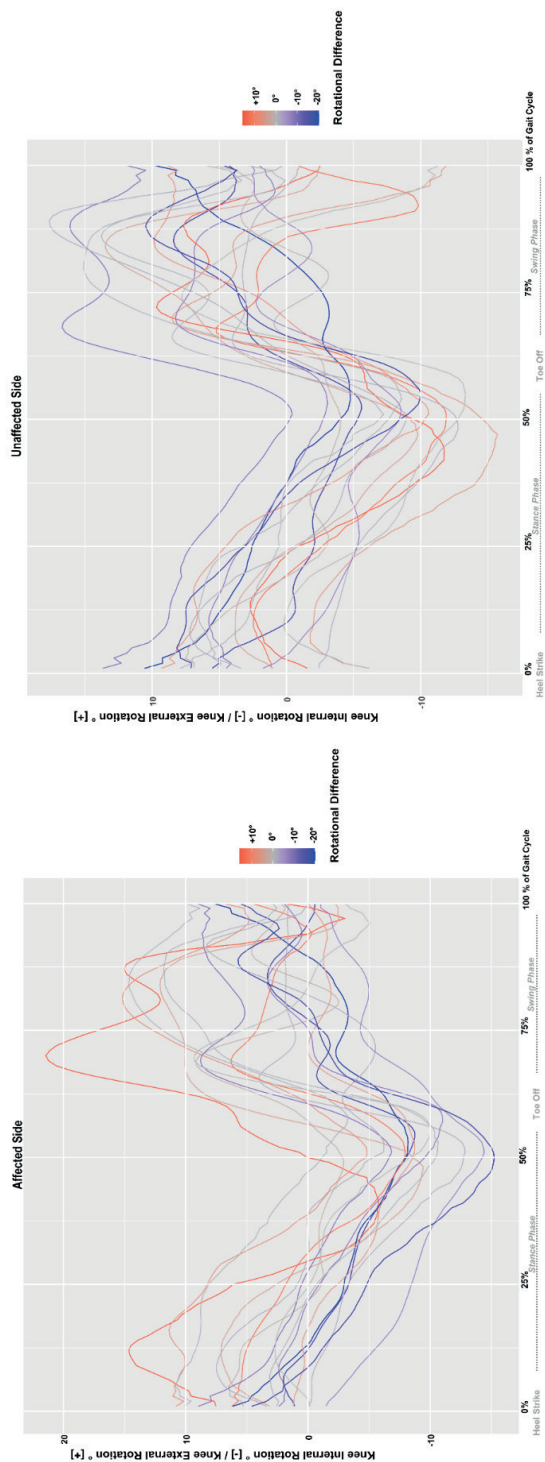 Affected Side
Knee Internal Rotation ° [-] / Knee External Rotation ° [+]
20
10
0
-10
0%
25%
50%
75%
100 % of Gait Cycle
Heel Strike
Stance Phase
Toe Off
Swing Phase
+10°
0°
-10°
-20°
Rotational Difference
Unaffected Side
Knee Internal Rotation ° [-] / Knee External Rotation ° [+]
10
0
-10
0%
25%
50%
75%
100 % of Gait Cycle
Heel Strike
Stance Phase
Toe Off
Swing Phase
+10°
0°
-10°
-20°
Rotational Difference